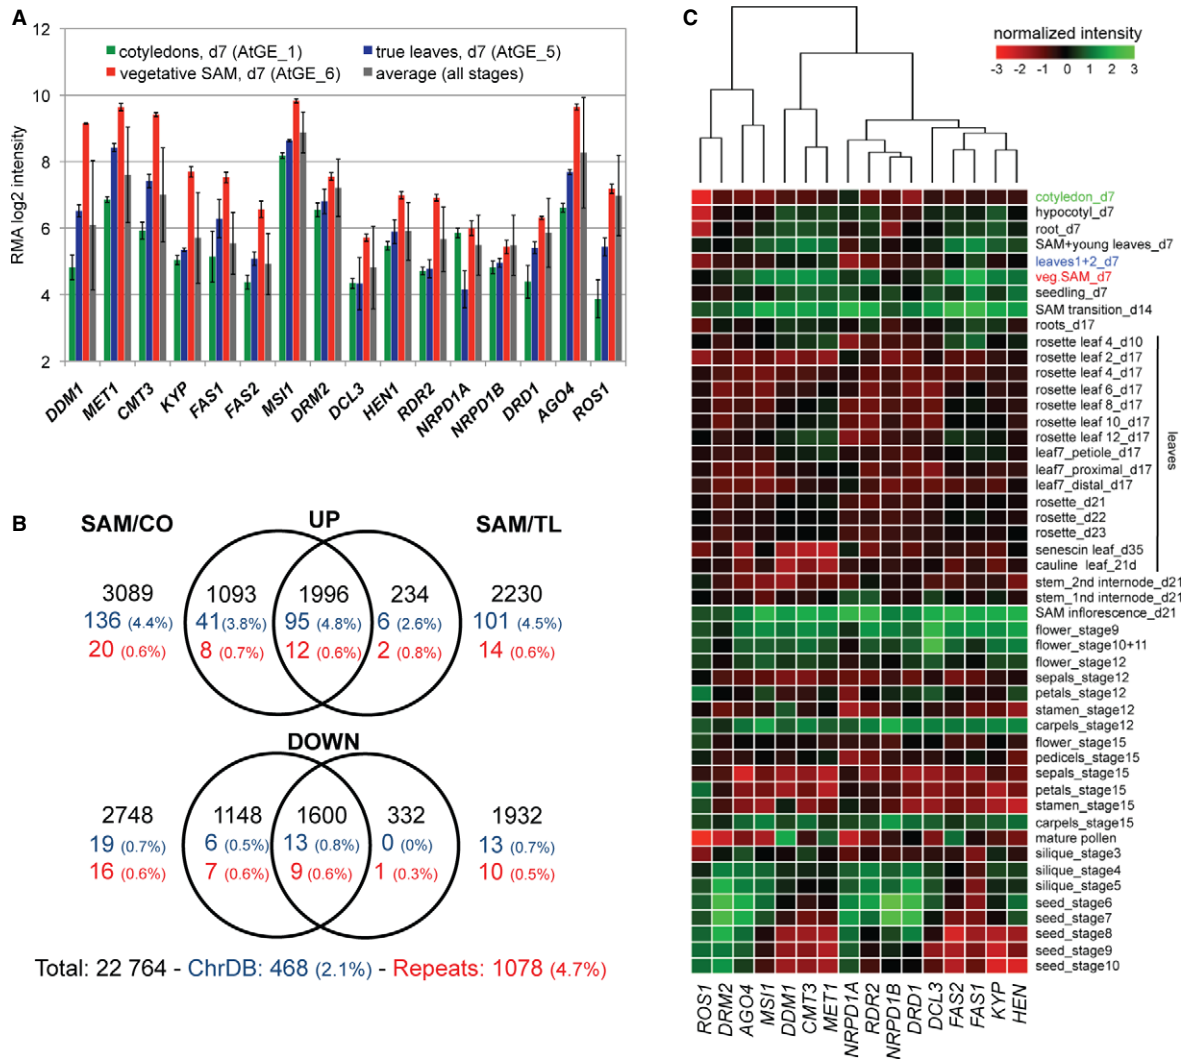 A
12
10
8
6
4
2
RMA log2 intensity
cotyledons, d7 (AtGE_1)
true leaves, d7 (AtGE_5)
vegetative SAM, d7 (AtGE_6)
average (all stages)
DDM1
MET1
CMT3
KYP
FAS1
FAS2
MSI1
DRM2
DCL3
HEN1
RDR2
NRPD1A
NRPD1B
DRD1
AGO4
ROS1
B
SAM/CO
UP
SAM/TL
3089 1093 1996 234 2230
136 (4.4%) 41 (3.8%) 95 (4.8%) 6 (2.6%) 101 (4.5%)
20 (0.6%) 8 (0.7%) 12 (0.6%) 2 (0.8%) 14 (0.6%)
DOWN
2748 1148 1600 332 1932
19 (0.7%) 6 (0.5%) 13 (0.8%) 0 (0%) 13 (0.7%)
16 (0.6%) 7 (0.6%) 9 (0.6%) 1 (0.3%) 10 (0.5%)
Total: 22 764 - ChrDB: 468 (2.1%) - Repeats: 1078 (4.7%)
C
normalized intensity
-3 -2 -1 0 1 2 3
cotyledon_d7
hypocotyl_d7
root_d7
SAM+young leaves_d7
leaves1+2_d7
veg.SAM_d7
seedling_d7
SAM transition_d14
roots_d17
rosette leaf 4_d10
rosette leaf 2_d17
rosette leaf 4_d17
rosette leaf 6_d17
rosette leaf 8_d17
rosette leaf 10_d17
rosette leaf 12_d17
leaf7_petiole_d17
leaf7_proximal_d17
leaf7_distal_d17
rosette_d21
rosette_d22
rosette_d23
senescin leaf_d35
cauline leaf_21d
leaves
stem_2nd internode_d21
stem_1nd internode_d21
SAM inflorescence_d21
flower_stage9
flower_stage10+11
flower_stage12
sepals_stage12
petals_stage12
stamen_stage12
carpels_stage12
flower_stage15
pedicels_stage15
sepals_stage15
petals_stage15
stamen_stage15
carpels_stage15
mature pollen
silique_stage3
silique_stage4
silique_stage5
seed_stage6
seed_stage7
seed_stage8
seed_stage9
seed_stage10
ROS1
DRM2
AGO4
MSI1
DDM1
CMT3
MET1
NRPD1A
RDR2
NRPD1B
DRD1
DCL3
FAS2
FAS1
KYP
HEN